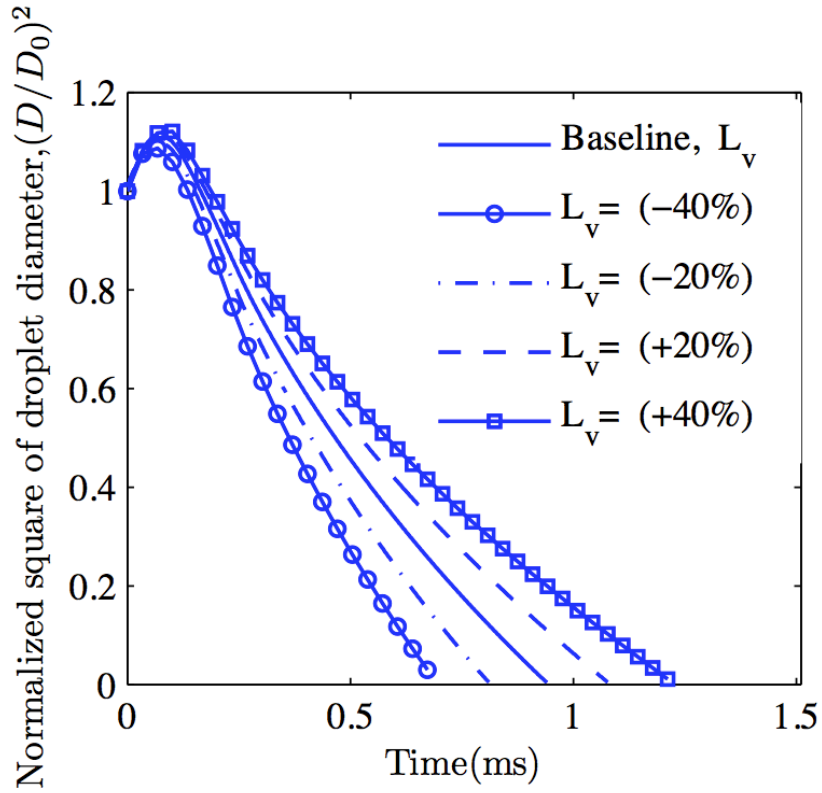 Normalized square of droplet diameter,(D/D₀)²
1.2
1
0.8
0.6
0.4
0.2
0
Baseline, Lᵥ
Lᵥ= (−40%)
Lᵥ= (−20%)
Lᵥ= (+20%)
Lᵥ= (+40%)
0 0.5 1 1.5
Time(ms)